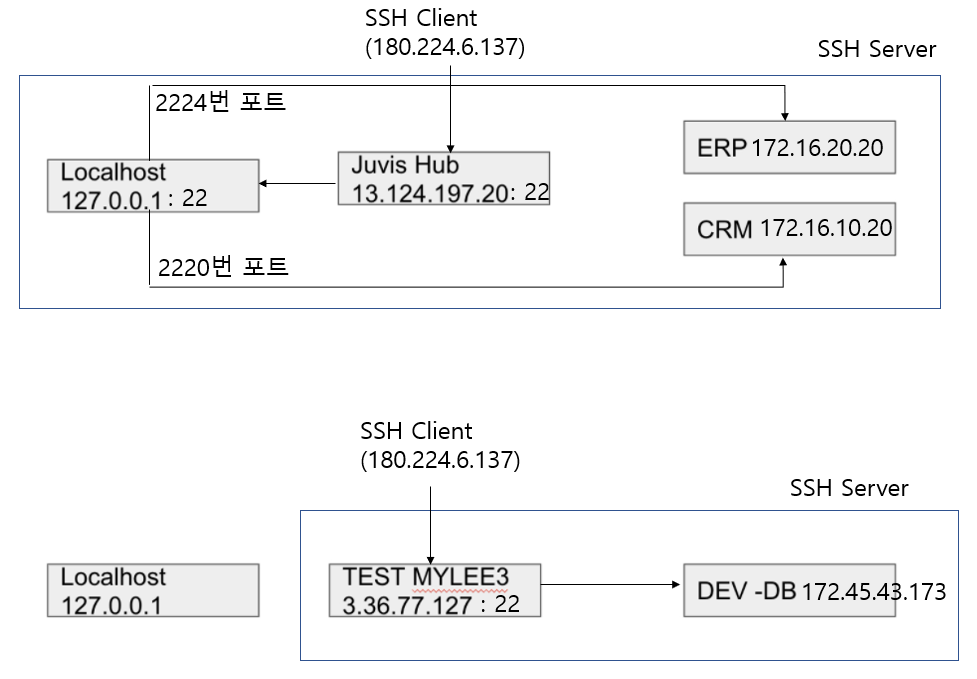 SSH Client
(180.224.6.137)
SSH Server
2224번 포트
ERP 172.16.20.20
Localhost
127.0.0.1 : 22
Juvis Hub
13.124.197.20: 22
CRM 172.16.10.20
2220번 포트
SSH Client
(180.224.6.137)
SSH Server
Localhost
127.0.0.1
TEST MYLEE3
3.36.77.127 : 22
DEV -DB 172.45.43.173